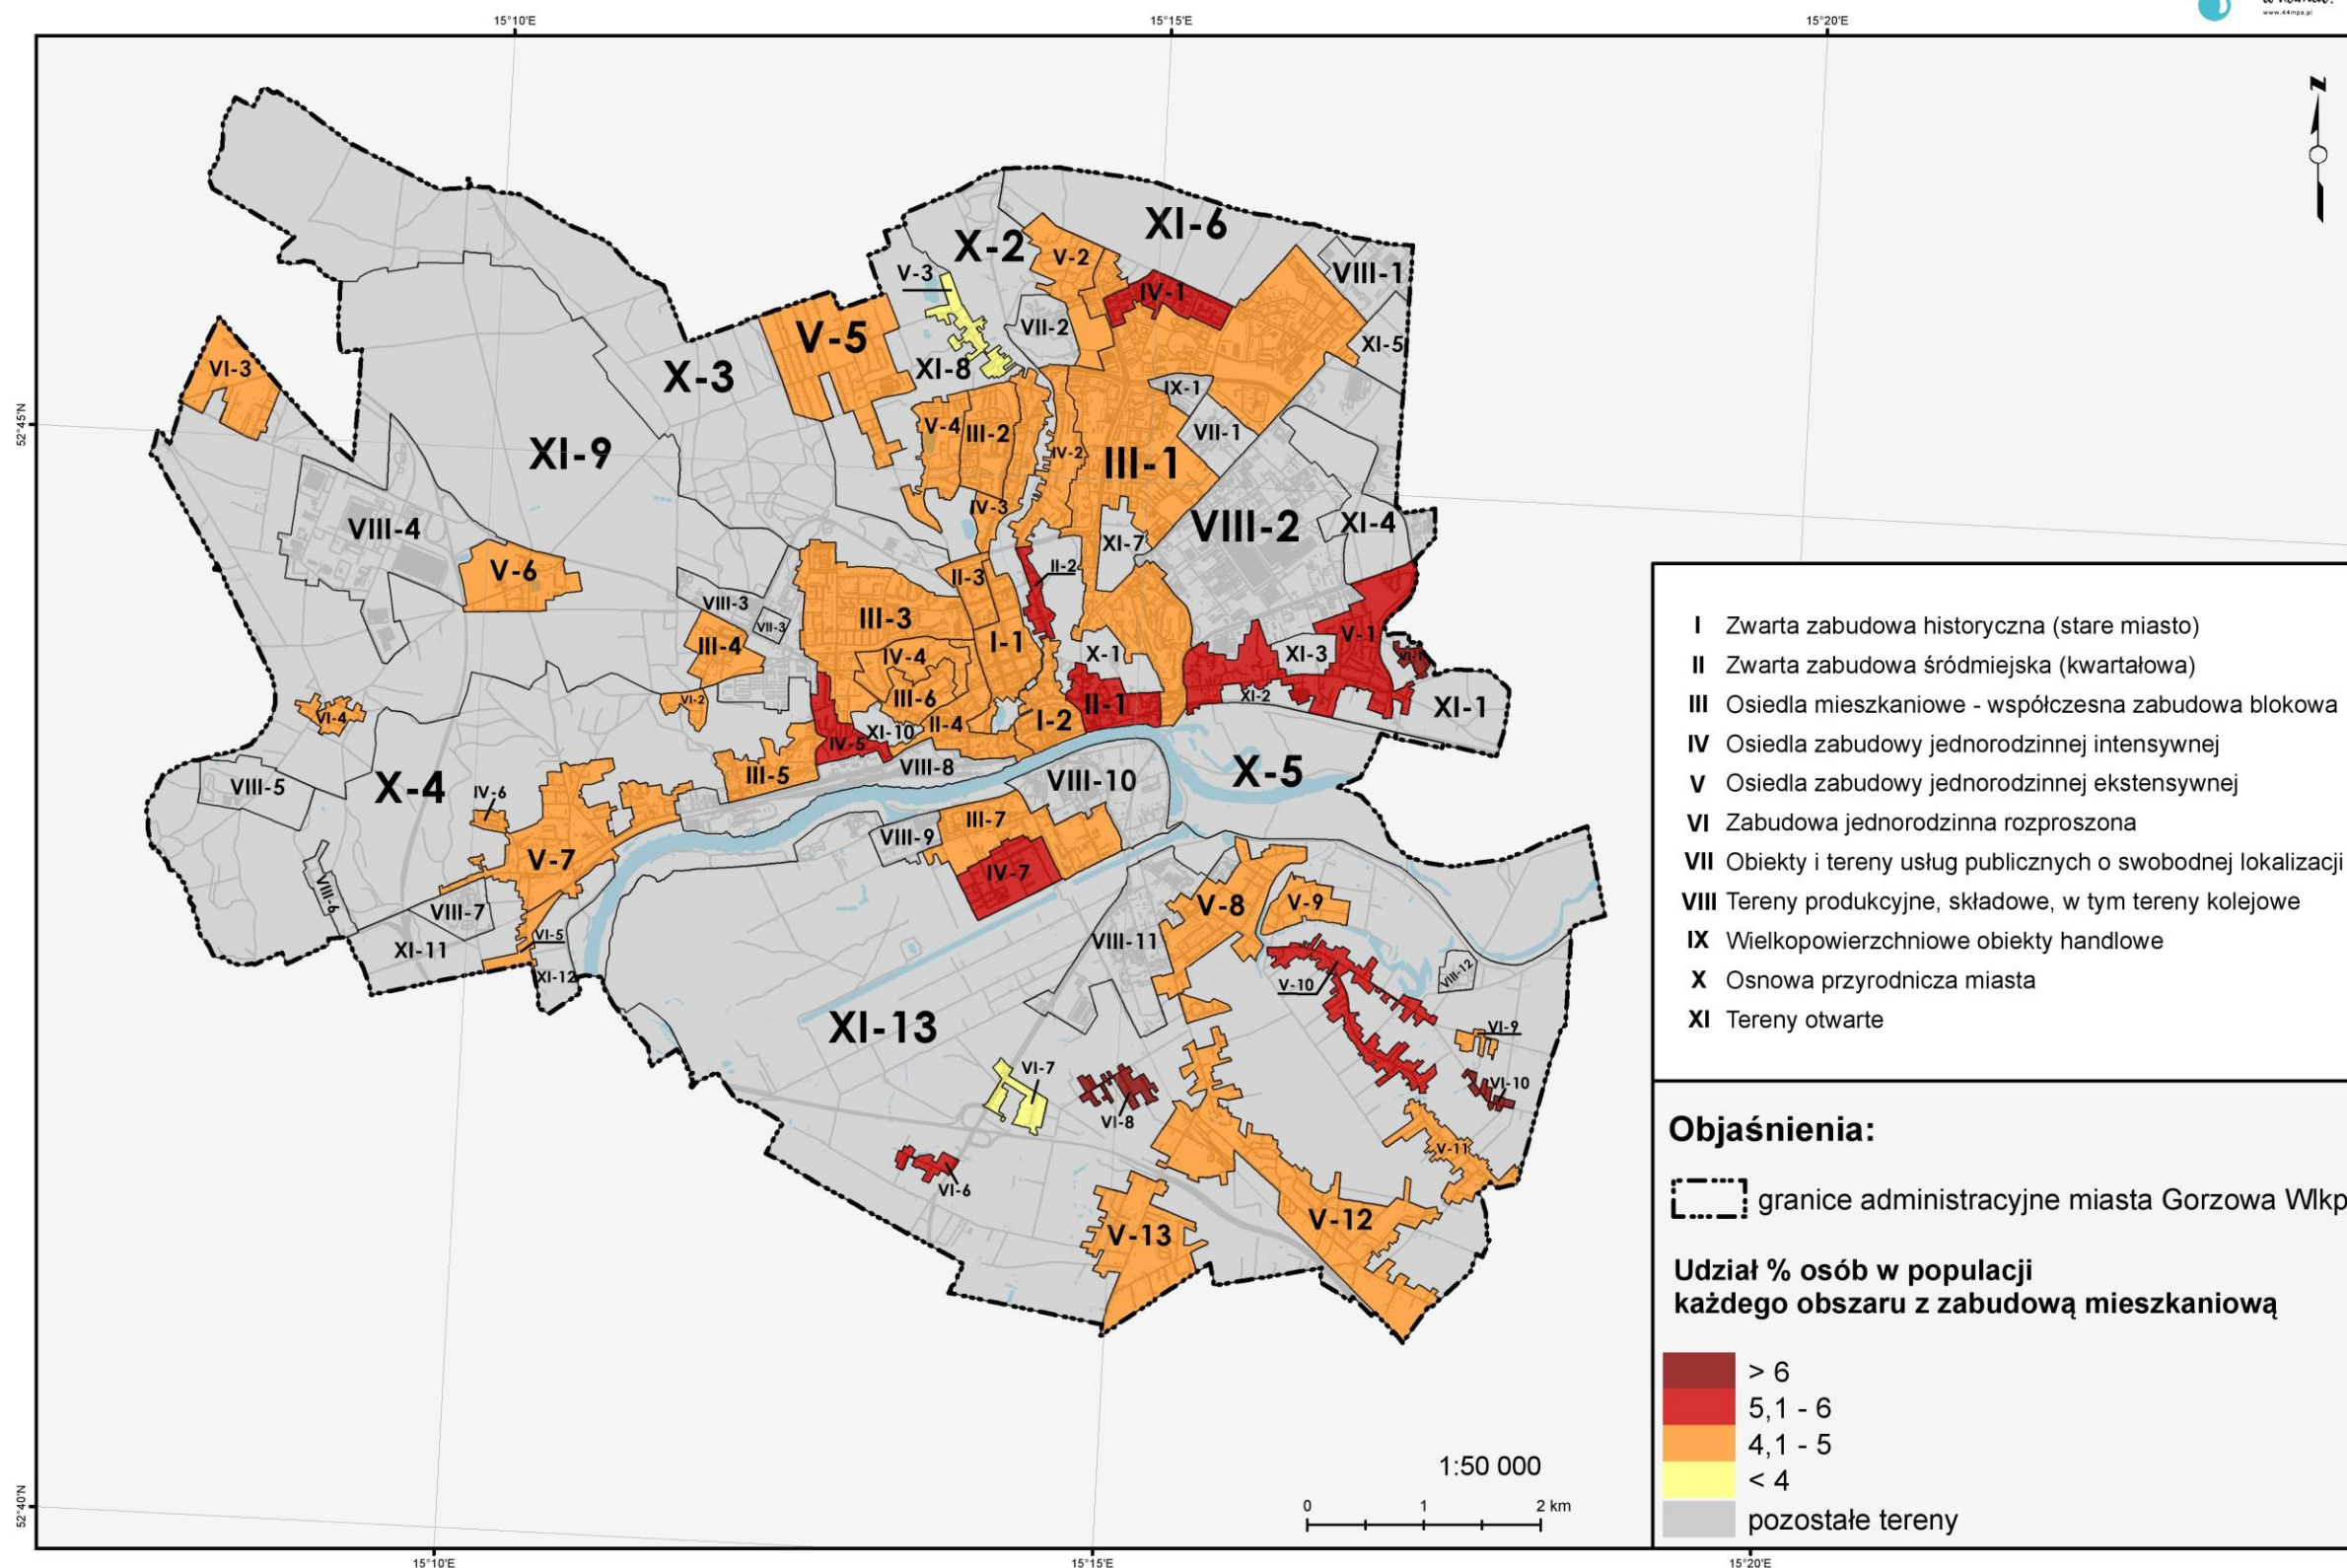 15°10'E
15°15'E
15°20'E
www.44mpa.pl
N
XI-6
X-2
V-2
V-3
VIII-1
IV-1
VII-2
V-5
XI-5
XI-8
X-3
VI-3
IX-1
52°45'N
V-4
III-2
VII-1
XI-9
IV-2
III-1
IV-3
VIII-4
VIII-2
XI-4
XI-7
V-6
II-3
II-2
VIII-3
III-3
VII-3
V-1
III-4
I-1
X-1
XI-3
IV-4
VI-1
VI-2
III-6
XI-2
II-1
XI-1
VI-4
I-2
II-4
XI-10
IV-5
VIII-8
III-5
X-5
VIII-10
VIII-5
X-4
IV-6
III-7
VIII-9
V-7
IV-7
VIII-6
V-8
V-9
VIII-7
VI-5
VIII-11
XI-11
XI-12
VIII-12
V-10
XI-13
VI-9
VI-7
VI-10
VI-8
V-11
VI-6
V-12
V-13
I Zwarta zabudowa historyczna (stare miasto)
II Zwarta zabudowa śródmiejska (kwartałowa)
III Osiedla mieszkaniowe - współczesna zabudowa blokowa
IV Osiedla zabudowy jednorodzinnej intensywnej
V Osiedla zabudowy jednorodzinnej ekstensywnej
VI Zabudowa jednorodzinna rozproszona
VII Obiekty i tereny usług publicznych o swobodnej lokalizacji
VIII Tereny produkcyjne, składowe, w tym tereny kolejowe
IX Wielkopowierzchniowe obiekty handlowe
X Osnowa przyrodnicza miasta
XI Tereny otwarte
Objaśnienia:
granice administracyjne miasta Gorzowa Wlkp
Udział % osób w populacji
każdego obszaru z zabudową mieszkaniową
> 6
5,1 - 6
4,1 - 5
< 4
pozostałe tereny
1:50 000
0 1 2 km
52°40'N
15°10'E
15°15'E
15°20'E